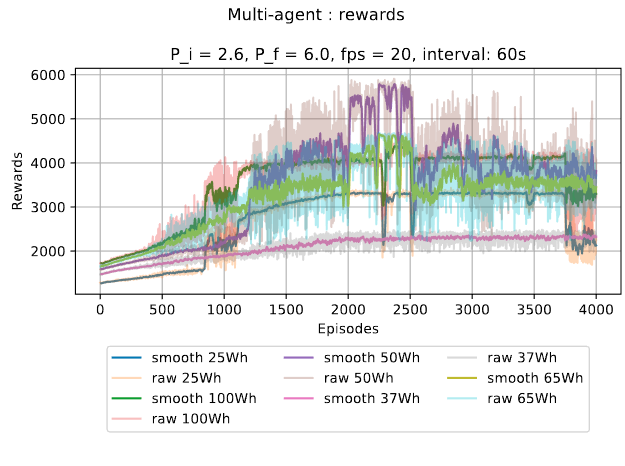 Multi-agent : rewards
P_i = 2.6, P_f = 6.0, fps = 20, interval: 60s
6000
5000
4000
3000
2000
Rewards
0 500 1000 1500 2000 2500 3000 3500 4000
Episodes
smooth 25Wh smooth 50Wh raw 37Wh
raw 25Wh raw 50Wh smooth 65Wh
smooth 100Wh smooth 37Wh raw 65Wh
raw 100Wh